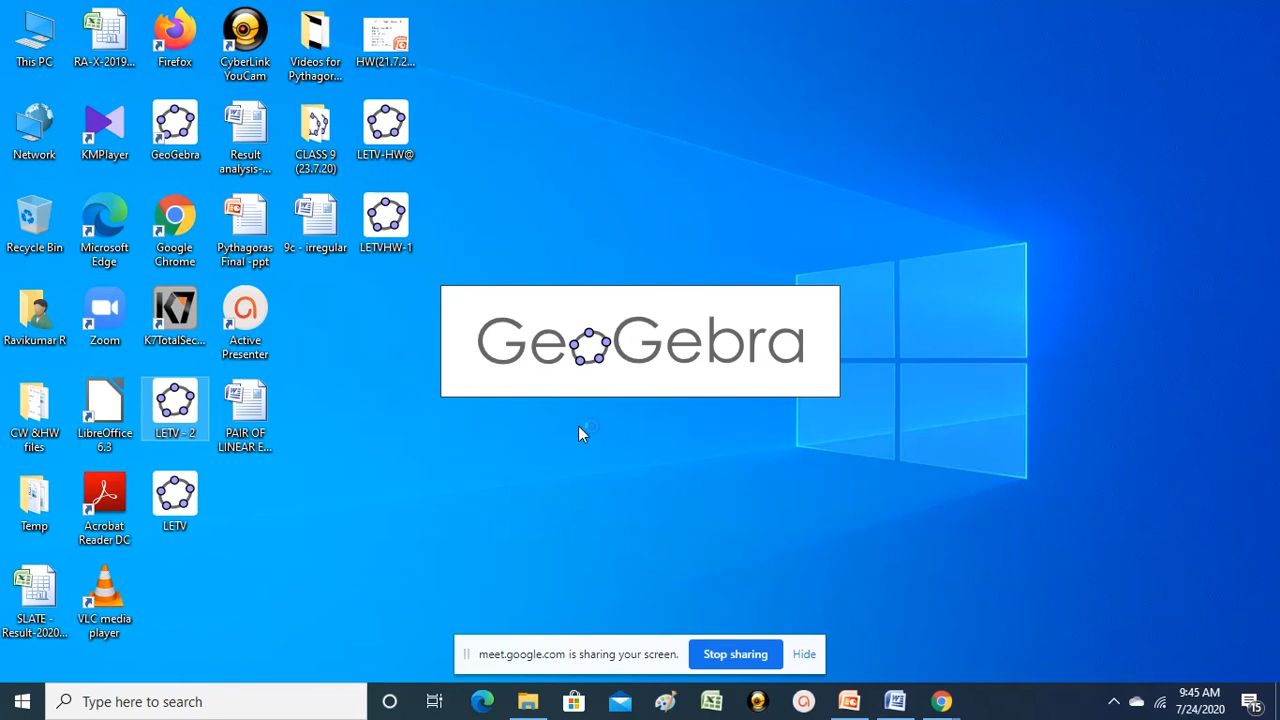 This PC
RA-X-2019...
Firefox
CyberLink
YouCam
Videos for
Pythagor...
HW(21.7.2...
Network
KMPlayer
GeoGebra
Result
analysis-...
CLASS 9
(23.7.20)
LETV-HW@
Recycle Bin
Microsoft
Edge
Google
Chrome
Pythagoras
Final -ppt
9c - irregular
LETVHW-1
GeoGebra
Ravikumar R
Zoom
K7TotalSec...
Active
Presenter
CW &HW
files
LibreOffice
6.3
LETV - 2
PAIR OF
LINEAR E...
Temp
Acrobat
Reader DC
LETV
SLATE -
Result-2020...
VLC media
player
meet.google.com is sharing your screen.
Stop sharing
Hide
Type here to search
9:45 AM
7/24/2020
15